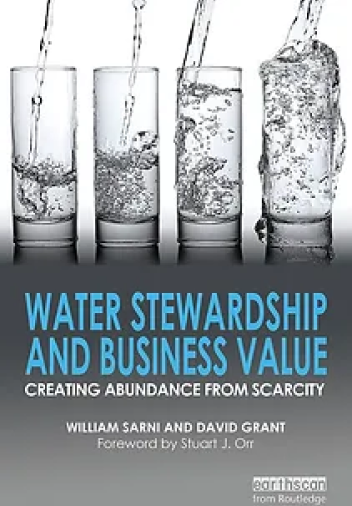 WATER STEWARDSHIP
AND BUSINESS VALUE
CREATING ABUNDANCE FROM SCARCITY
WILLIAM SARNI AND DAVID GRANT
Foreword by Stuart J. Orr
earthscan
from Routledge